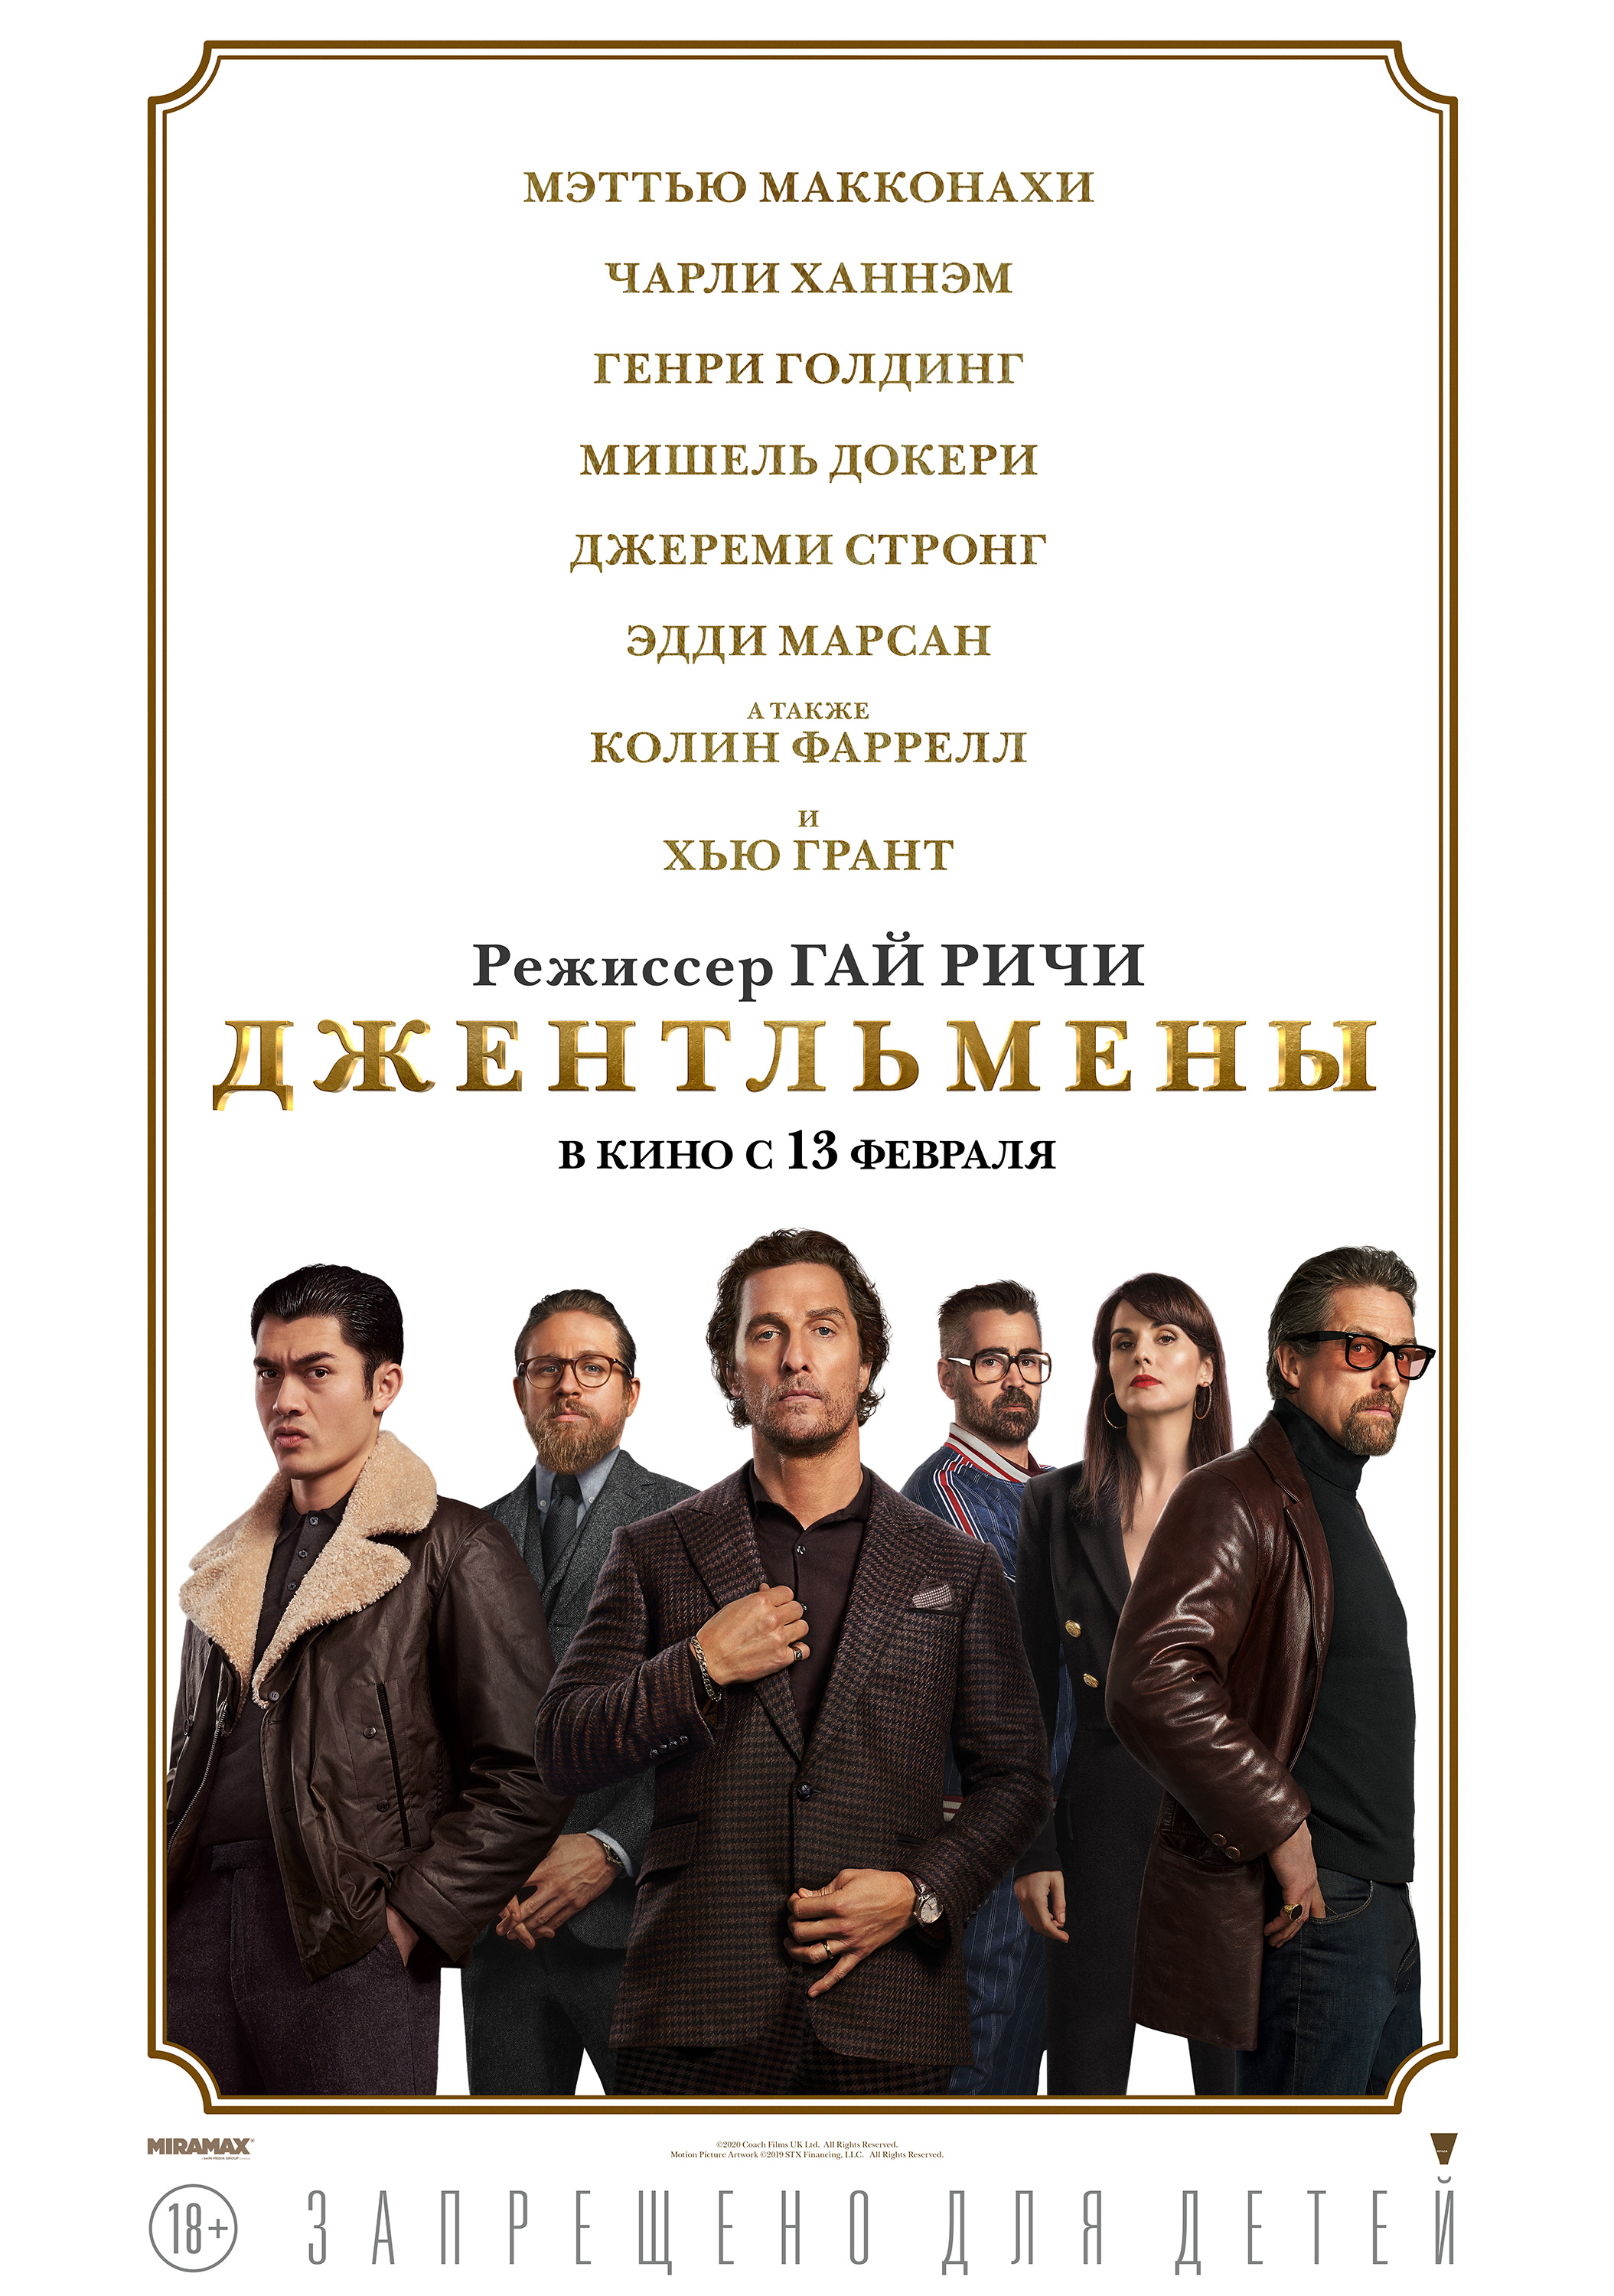 МЭТТЬЮ МАККОНАХИ
ЧАРЛИ ХАННЭМ
ГЕНРИ ГОЛДИНГ
МИШЕЛЬ ДОКЕРИ
ДЖЕРЕМИ СТРОНГ
ЭДДИ МАРСАН
А ТАКЖЕ
КОЛИН ФАРРЕЛЛ
И
ХЬЮ ГРАНТ
Режиссер ГАЙ РИЧИ
ДЖЕНТЛЬМЕНЫ
В КИНО С 13 ФЕВРАЛЯ
MIRAMAX
©2020 Coach Films UK Ltd. All Rights Reserved.
Motion Picture Artwork ©2019 STX Financing, LLC. All Rights Reserved.
18+ ЗАПРЕЩЕНО ДЛЯ ДЕТЕЙ